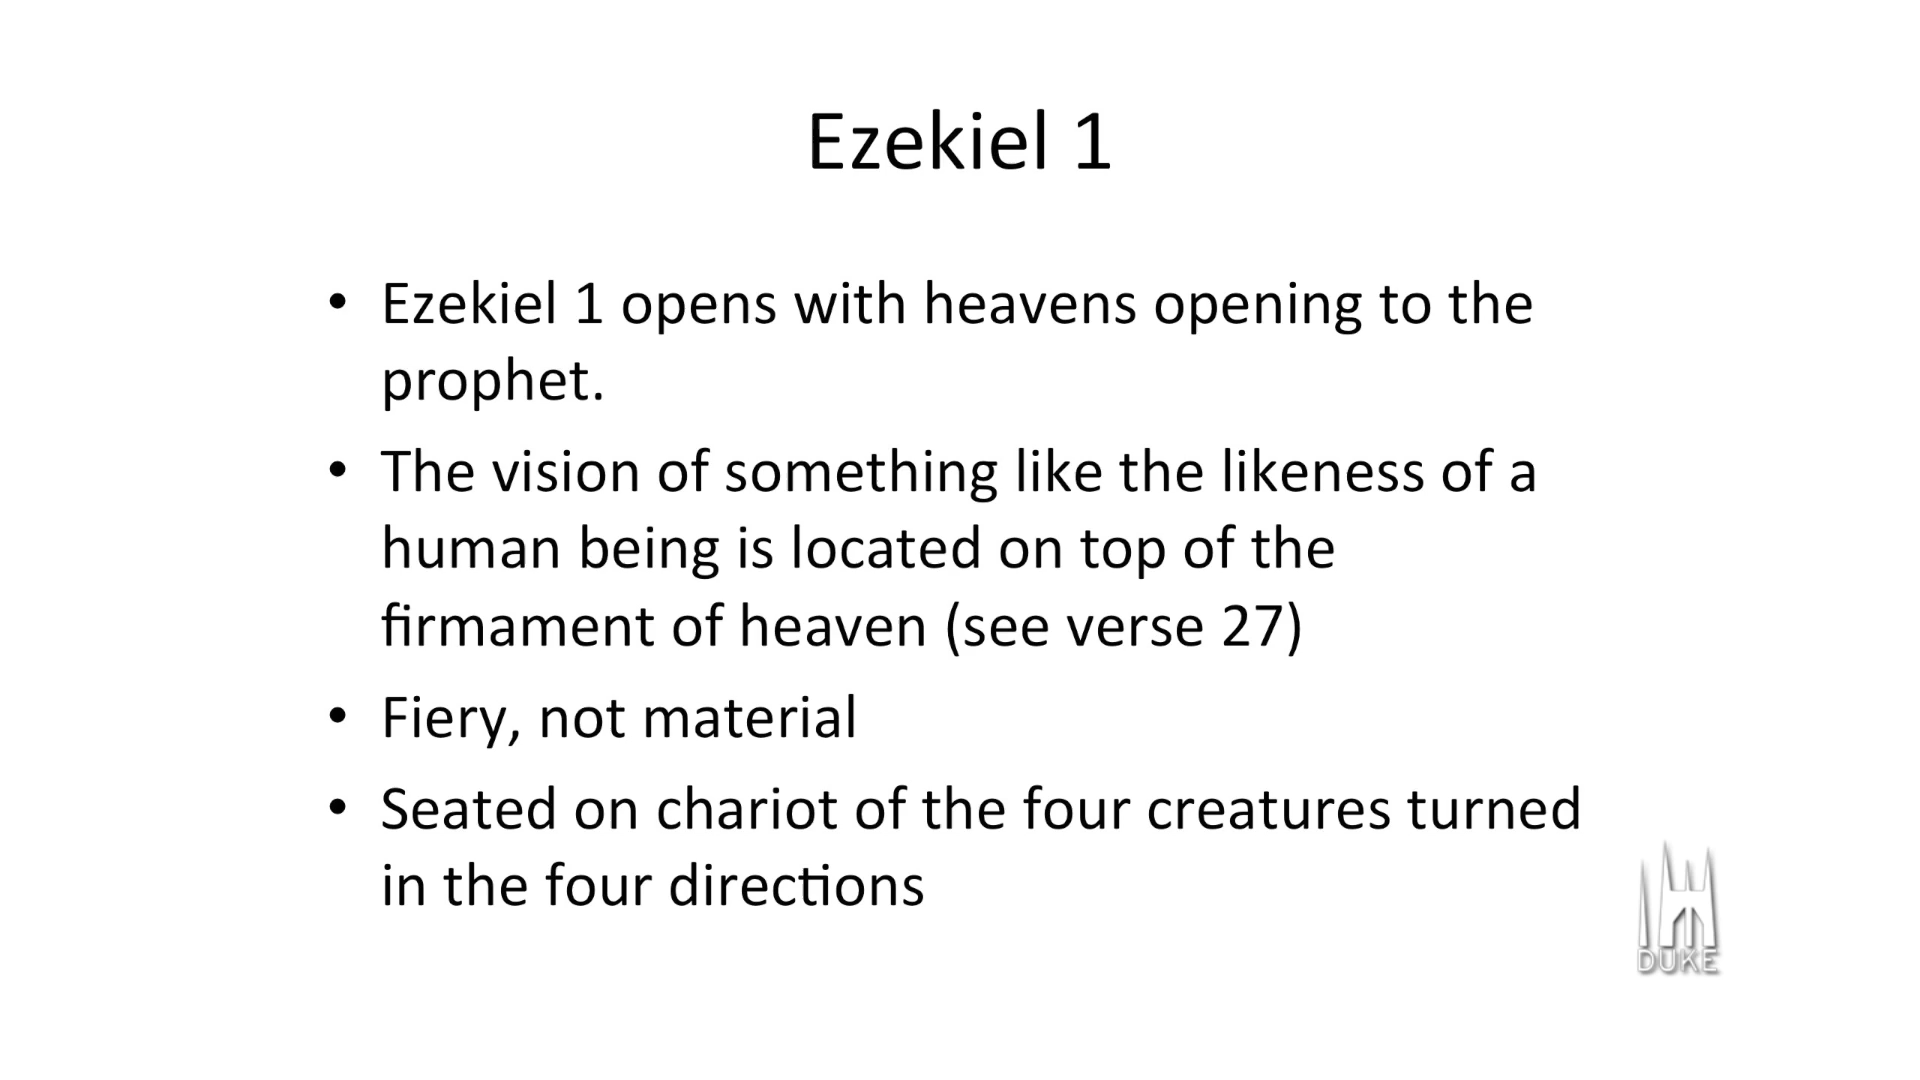 Ezekiel 1
• Ezekiel 1 opens with heavens opening to the
prophet.
• The vision of something like the likeness of a
human being is located on top of the
firmament of heaven (see verse 27)
• Fiery, not material
• Seated on chariot of the four creatures turned
in the four directions
DUKE